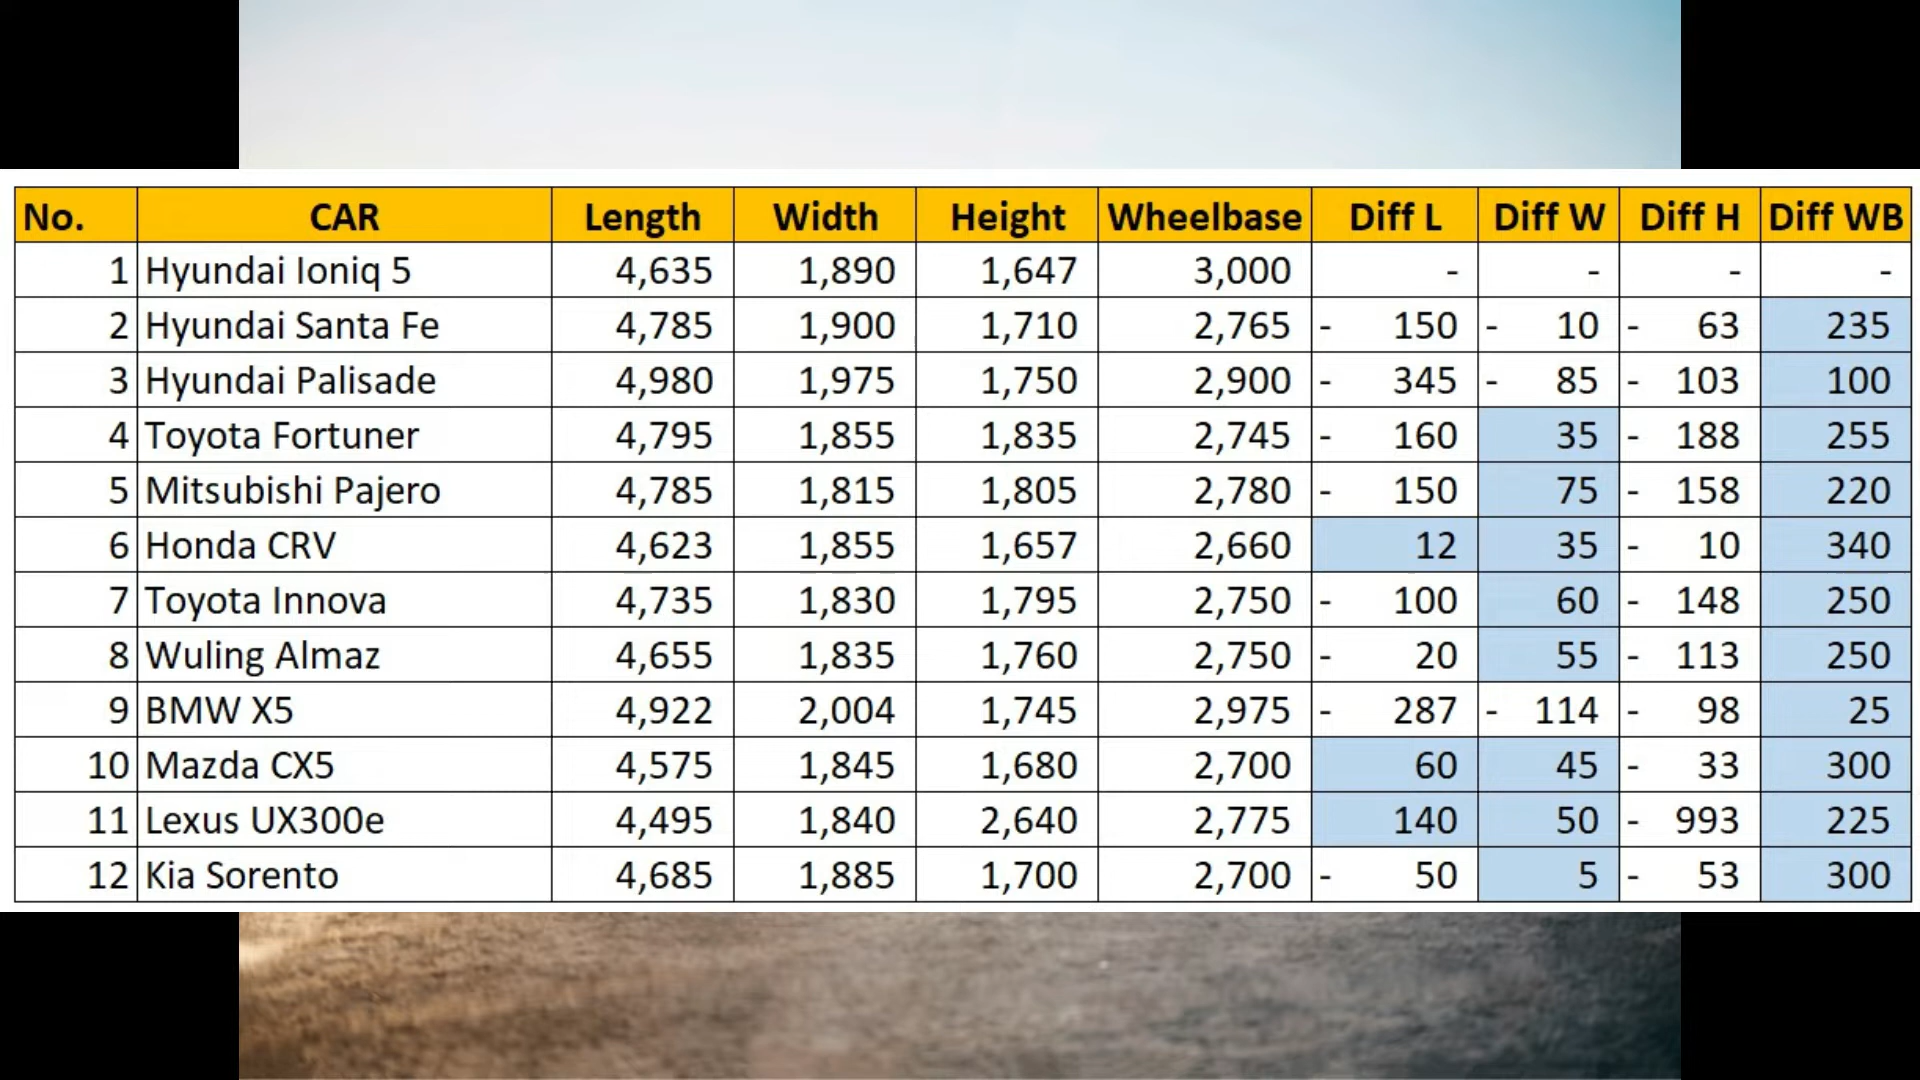 No. CAR Length Width Height Wheelbase Diff L Diff W Diff H Diff WB
1 Hyundai Ioniq 5 4,635 1,890 1,647 3,000 - - - -
2 Hyundai Santa Fe 4,785 1,900 1,710 2,765 - 150 - 10 - 63 235
3 Hyundai Palisade 4,980 1,975 1,750 2,900 - 345 - 85 - 103 100
4 Toyota Fortuner 4,795 1,855 1,835 2,745 - 160 35 - 188 255
5 Mitsubishi Pajero 4,785 1,815 1,805 2,780 - 150 75 - 158 220
6 Honda CRV 4,623 1,855 1,657 2,660 12 35 - 10 340
7 Toyota Innova 4,735 1,830 1,795 2,750 - 100 60 - 148 250
8 Wuling Almaz 4,655 1,835 1,760 2,750 - 20 55 - 113 250
9 BMW X5 4,922 2,004 1,745 2,975 - 287 - 114 - 98 25
10 Mazda CX5 4,575 1,845 1,680 2,700 60 45 - 33 300
11 Lexus UX300e 4,495 1,840 2,640 2,775 140 50 - 993 225
12 Kia Sorento 4,685 1,885 1,700 2,700 - 50 5 - 53 300